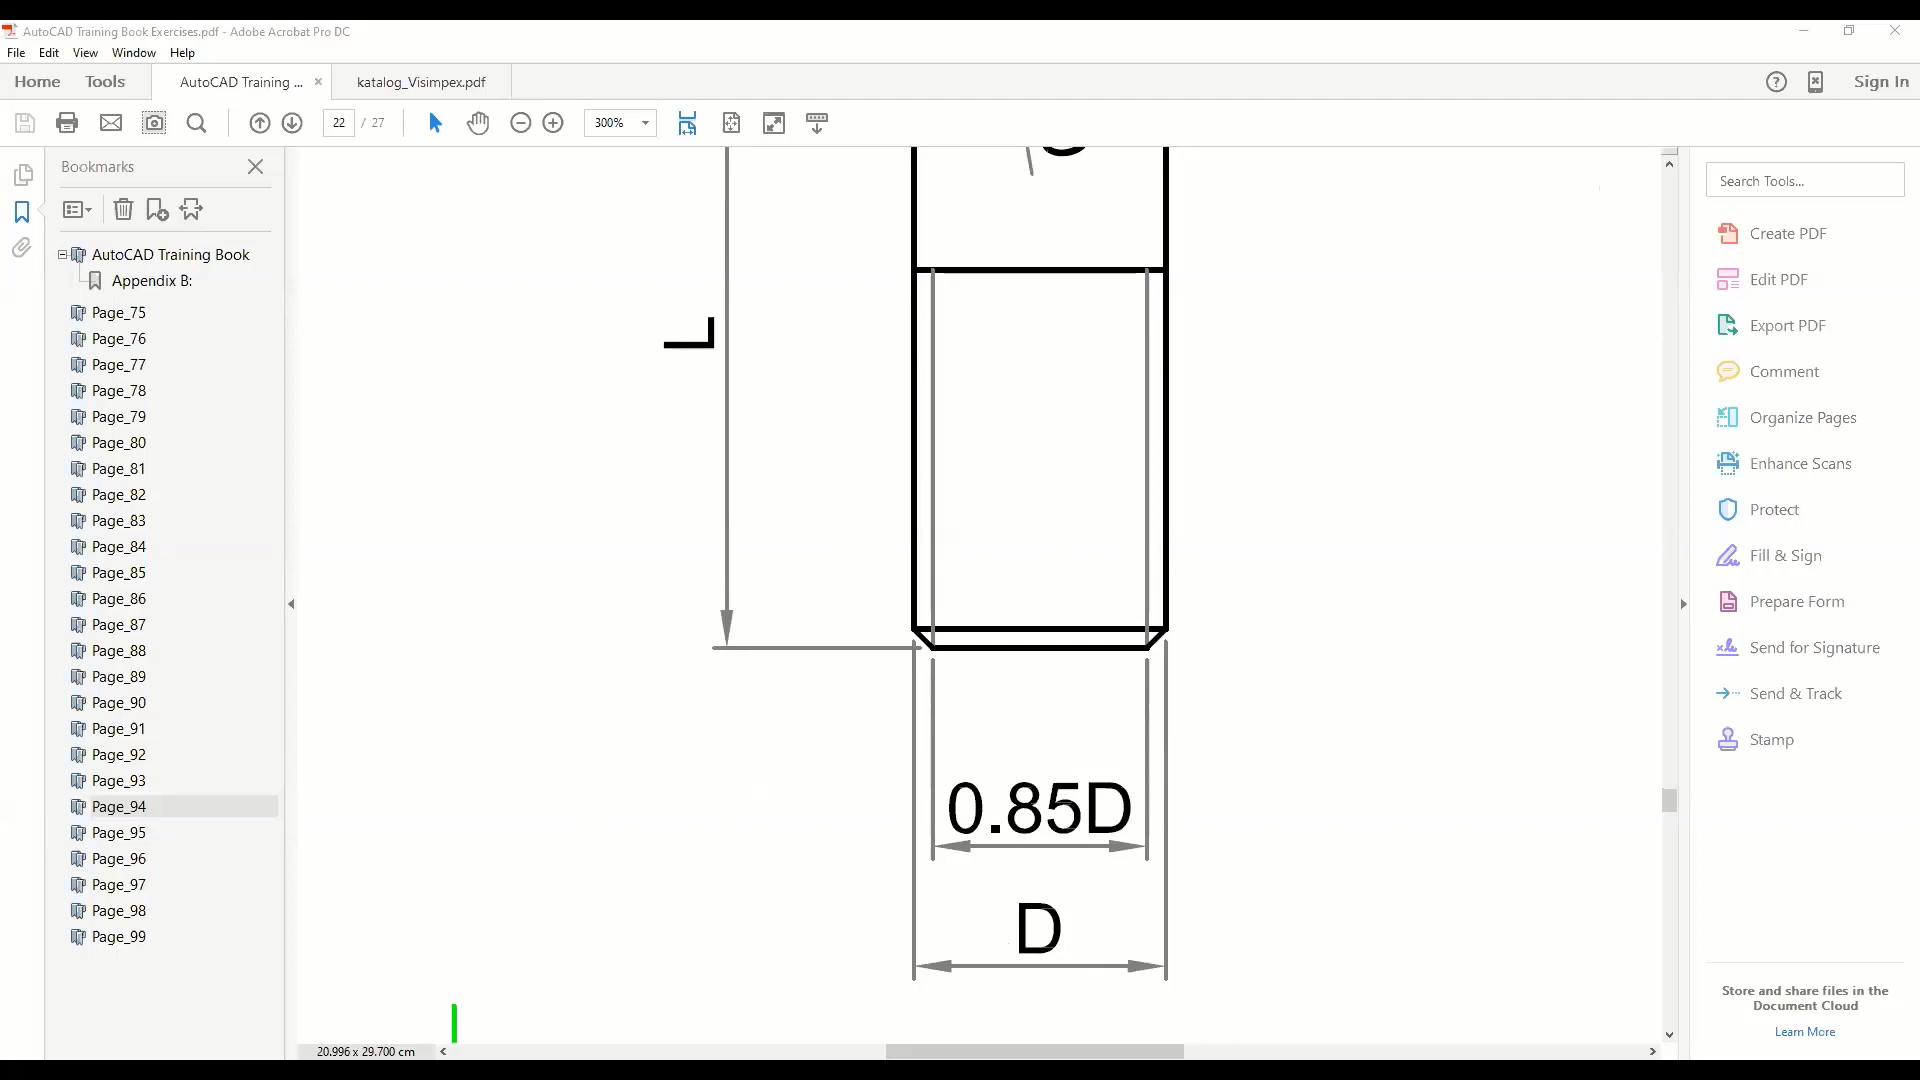 AutoCAD Training Book Exercises.pdf - Adobe Acrobat Pro DC
File Edit View Window Help
Home Tools AutoCAD Training ... × katalog_Visimpex.pdf Sign In
22 / 27 300%
Bookmarks
AutoCAD Training Book
Appendix B:
Page_75
Page_76
Page_77
Page_78
Page_79
Page_80
Page_81
Page_82
Page_83
Page_84
Page_85
Page_86
Page_87
Page_88
Page_89
Page_90
Page_91
Page_92
Page_93
Page_94
Page_95
Page_96
Page_97
Page_98
Page_99
L
0.85D
D
20.996 x 29.700 cm
Search Tools...
Create PDF
Edit PDF
Export PDF
Comment
Organize Pages
Enhance Scans
Protect
Fill & Sign
Prepare Form
Send for Signature
Send & Track
Stamp
Store and share files in the
Document Cloud
Learn More